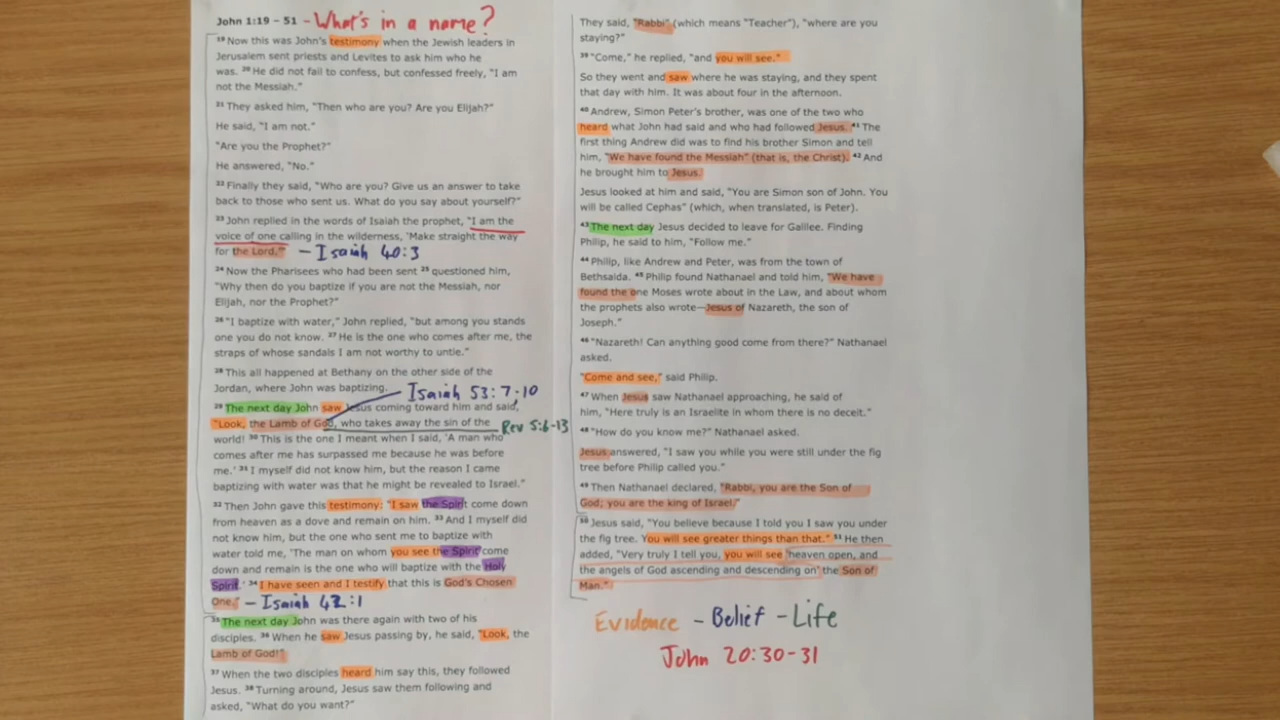 John 1:19 - 51 - What's in a name?
19 Now this was John's testimony when the Jewish leaders in
Jerusalem sent priests and Levites to ask him who he
was. 20 He did not fail to confess, but confessed freely, "I am
not the Messiah."
21 They asked him, "Then who are you? Are you Elijah?"
He said, "I am not."
"Are you the Prophet?"
He answered, "No."
22 Finally they said, "Who are you? Give us an answer to take
back to those who sent us. What do you say about yourself?"
23 John replied in the words of Isaiah the prophet, "I am the
voice of one calling in the wilderness, 'Make straight the way
for the Lord.'" - Isaiah 40:3
24 Now the Pharisees who had been sent 25 questioned him,
"Why then do you baptize if you are not the Messiah, nor
Elijah, nor the Prophet?"
26 "I baptize with water," John replied, "but among you stands
one you do not know. 27 He is the one who comes after me, the
straps of whose sandals I am not worthy to untie."
28 This all happened at Bethany on the other side of the
Jordan, where John was baptizing. Isaiah 53:7-10
29 The next day John saw Jesus coming toward him and said,
"Look, the Lamb of God, who takes away the sin of the Rev 5:6-13
world! 30 This is the one I meant when I said, 'A man who
comes after me has surpassed me because he was before
me.' 31 I myself did not know him, but the reason I came
baptizing with water was that he might be revealed to Israel."
32 Then John gave this testimony: "I saw the Spirit come down
from heaven as a dove and remain on him. 33 And I myself did
not know him, but the one who sent me to baptize with
water told me, 'The man on whom you see the Spirit come
down and remain is the one who will baptize with the Holy
Spirit.' 34 I have seen and I testify that this is God's Chosen
One." - Isaiah 42:1
35 The next day John was there again with two of his
disciples. 36 When he saw Jesus passing by, he said, "Look, the
Lamb of God!"
37 When the two disciples heard him say this, they followed
Jesus. 38 Turning around, Jesus saw them following and
asked, "What do you want?"
They said, "Rabbi" (which means "Teacher"), "where are you
staying?"
39 "Come," he replied, "and you will see."
So they went and saw where he was staying, and they spent
that day with him. It was about four in the afternoon.
40 Andrew, Simon Peter's brother, was one of the two who
heard what John had said and who had followed Jesus. 41 The
first thing Andrew did was to find his brother Simon and tell
him, "We have found the Messiah" (that is, the Christ). 42 And
he brought him to Jesus.
Jesus looked at him and said, "You are Simon son of John. You
will be called Cephas" (which, when translated, is Peter).
43 The next day Jesus decided to leave for Galilee. Finding
Philip, he said to him, "Follow me."
44 Philip, like Andrew and Peter, was from the town of
Bethsaida. 45 Philip found Nathanael and told him, "We have
found the one Moses wrote about in the Law, and about whom
the prophets also wrote—Jesus of Nazareth, the son of
Joseph."
46 "Nazareth! Can anything good come from there?" Nathanael
asked.
"Come and see," said Philip.
47 When Jesus saw Nathanael approaching, he said of
him, "Here truly is an Israelite in whom there is no deceit."
48 "How do you know me?" Nathanael asked.
Jesus answered, "I saw you while you were still under the fig
tree before Philip called you."
49 Then Nathanael declared, "Rabbi, you are the Son of
God; you are the king of Israel."
50 Jesus said, "You believe because I told you I saw you under
the fig tree. You will see greater things than that." 51 He then
added, "Very truly I tell you, you will see 'heaven open, and
the angels of God ascending and descending on' the Son of
Man."
Evidence - Belief - Life
John 20:30-31